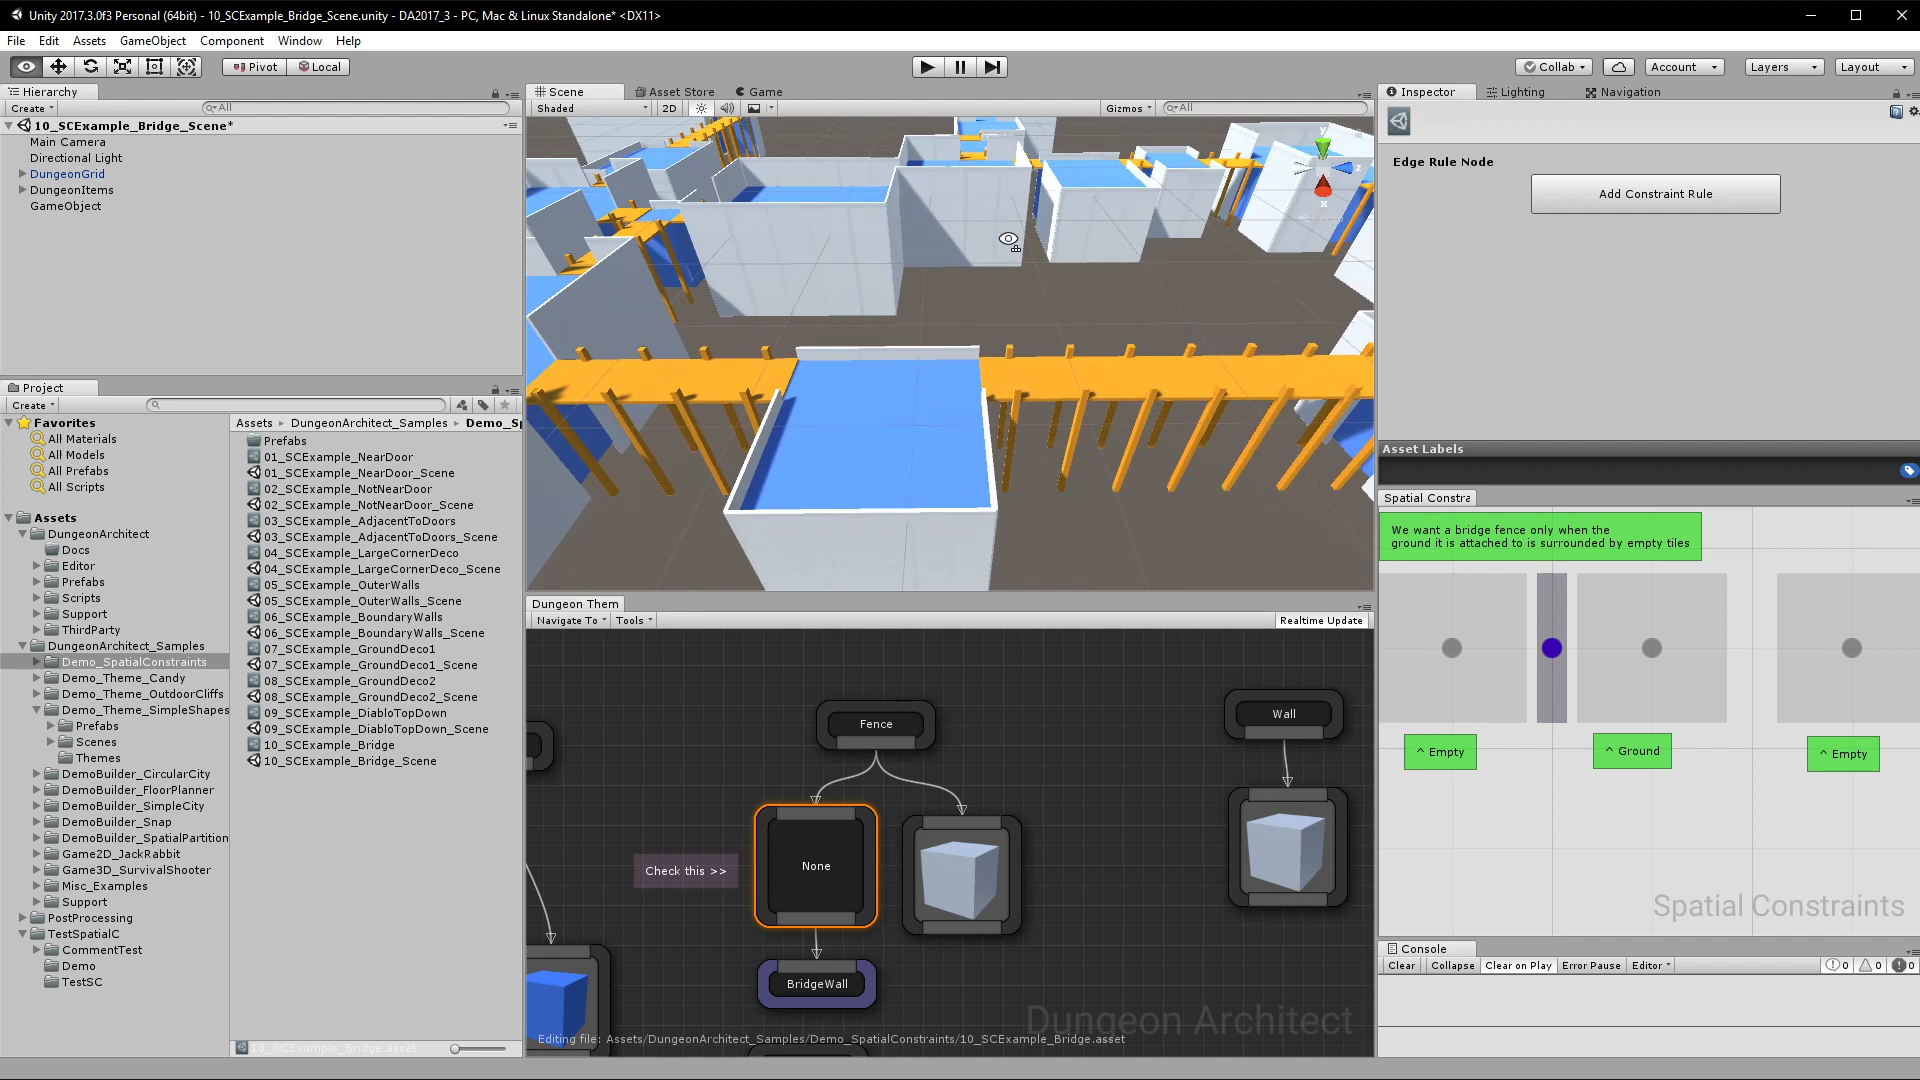 Unity 2017.3.0f3 Personal (64bit) - 10_SCExample_Bridge_Scene.unity - DA2017_3 - PC, Mac & Linux Standalone* <DX11>
File Edit Assets GameObject Component Window Help
Pivot Local Collab Account Layers Layout
Hierarchy
Create All
10_SCExample_Bridge_Scene*
Main Camera
Directional Light
DungeonGrid
DungeonItems
GameObject
Project
Create
Favorites
All Materials
All Models
All Prefabs
All Scripts
Assets
DungeonArchitect
Docs
Editor
Prefabs
Scripts
Support
ThirdParty
DungeonArchitect_Samples
Demo_SpatialConstraints
Demo_Theme_Candy
Demo_Theme_OutdoorCliffs
Demo_Theme_SimpleShapes
Prefabs
Scenes
Themes
DemoBuilder_CircularCity
DemoBuilder_FloorPlanner
DemoBuilder_SimpleCity
DemoBuilder_Snap
DemoBuilder_SpatialPartition
Game2D_JackRabbit
Game3D_SurvivalShooter
Misc_Examples
Support
PostProcessing
TestSpatialC
CommentTest
Demo
TestSC
Assets DungeonArchitect_Samples Demo_Sp
Prefabs
01_SCExample_NearDoor
01_SCExample_NearDoor_Scene
02_SCExample_NotNearDoor
02_SCExample_NotNearDoor_Scene
03_SCExample_AdjacentToDoors
03_SCExample_AdjacentToDoors_Scene
04_SCExample_LargeCornerDeco
04_SCExample_LargeCornerDeco_Scene
05_SCExample_OuterWalls
05_SCExample_OuterWalls_Scene
06_SCExample_BoundaryWalls
06_SCExample_BoundaryWalls_Scene
07_SCExample_GroundDeco1
07_SCExample_GroundDeco1_Scene
08_SCExample_GroundDeco2
08_SCExample_GroundDeco2_Scene
09_SCExample_DiabloTopDown
09_SCExample_DiabloTopDown_Scene
10_SCExample_Bridge
10_SCExample_Bridge_Scene
10_SCExample_Bridge.asset
Scene Asset Store Game
Shaded 2D Gizmos All
y
z
x
Dungeon Them
Navigate To Tools Realtime Update
Fence
Wall
Check this >>
None
BridgeWall
Dungeon Architect
Editing file: Assets/DungeonArchitect_Samples/Demo_SpatialConstraints/10_SCExample_Bridge.asset
Inspector Lighting Navigation
Edge Rule Node
Add Constraint Rule
Asset Labels
Spatial Constra
We want a bridge fence only when the
ground it is attached to is surrounded by empty tiles
^ Empty
^ Ground
^ Empty
Spatial Constraints
Console
Clear Collapse Clear on Play Error Pause Editor 0 0 0